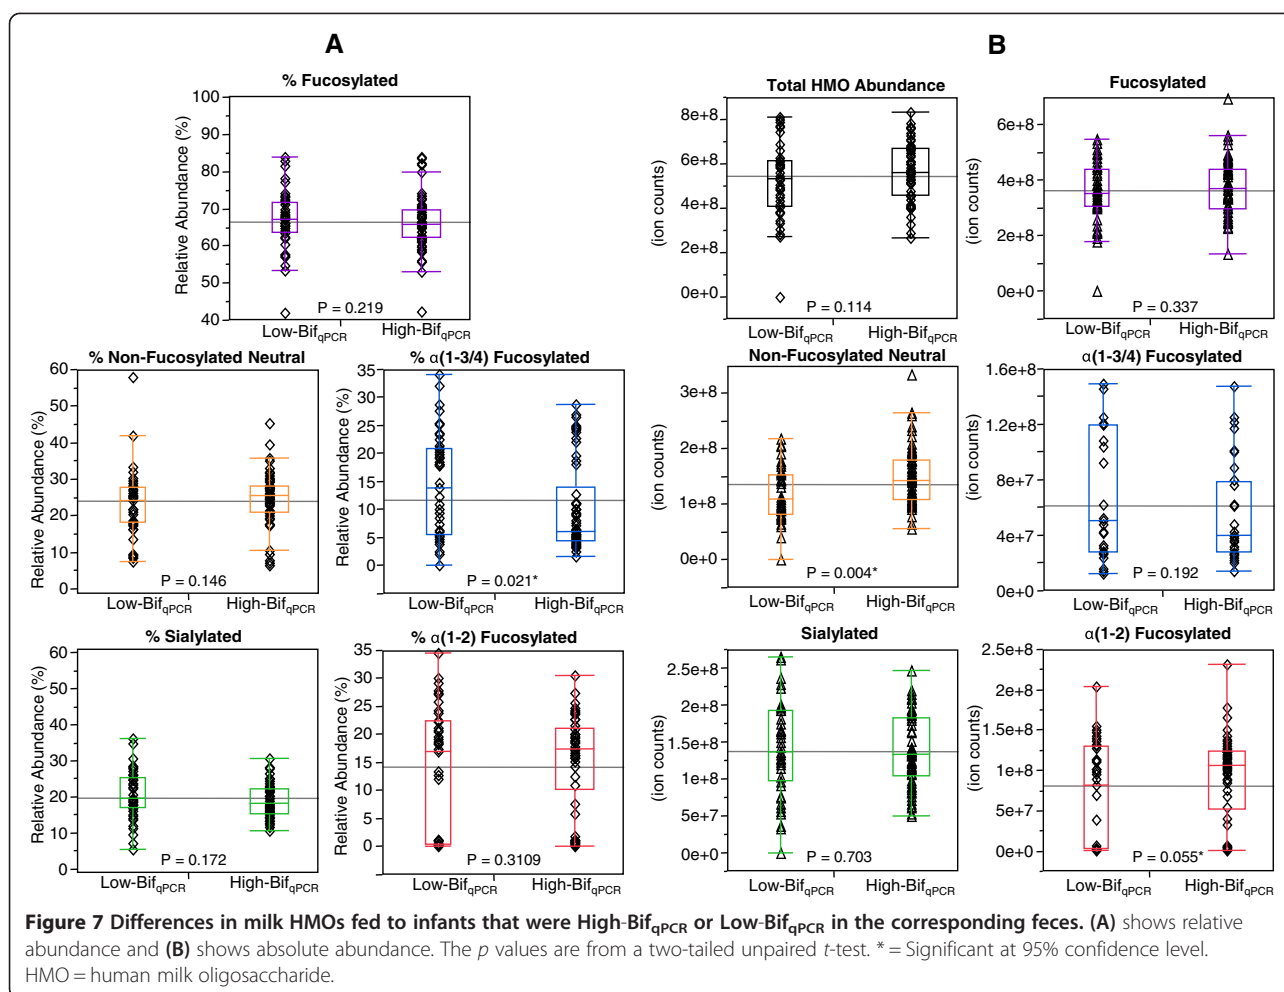 A
B
% Fucosylated
Relative Abundance (%)
100
90
80
70
60
50
40
P = 0.219
Low-BifqPCR
High-BifqPCR
Total HMO Abundance
(ion counts)
8e+8
6e+8
4e+8
2e+8
0e+0
P = 0.114
Low-BifqPCR
High-BifqPCR
Fucosylated
(ion counts)
6e+8
4e+8
2e+8
0e+0
P = 0.337
Low-BifqPCR
High-BifqPCR
% Non-Fucosylated Neutral
Relative Abundance (%)
60
50
40
30
20
10
0
P = 0.146
Low-BifqPCR
High-BifqPCR
% α(1-3/4) Fucosylated
Relative Abundance (%)
35
30
25
20
15
10
5
0
P = 0.021*
Low-BifqPCR
High-BifqPCR
Non-Fucosylated Neutral
(ion counts)
3e+8
2e+8
1e+8
0e+0
P = 0.004*
Low-BifqPCR
High-BifqPCR
α(1-3/4) Fucosylated
(ion counts)
1.6e+8
1.2e+8
8e+7
4e+7
0e+0
P = 0.192
Low-BifqPCR
High-BifqPCR
% Sialylated
Relative Abundance (%)
60
50
40
30
20
10
0
P = 0.172
Low-BifqPCR
High-BifqPCR
% α(1-2) Fucosylated
Relative Abundance (%)
35
30
25
20
15
10
5
0
P = 0.3109
Low-BifqPCR
High-BifqPCR
Sialylated
(ion counts)
2.5e+8
2e+8
1.5e+8
1e+8
5e+7
0e+0
P = 0.703
Low-BifqPCR
High-BifqPCR
α(1-2) Fucosylated
(ion counts)
2.5e+8
2e+8
1.5e+8
1e+8
5e+7
0e+0
P = 0.055*
Low-BifqPCR
High-BifqPCR
Figure 7 Differences in milk HMOs fed to infants that were High-BifqPCR or Low-BifqPCR in the corresponding feces. (A) shows relative
abundance and (B) shows absolute abundance. The p values are from a two-tailed unpaired t-test. * = Significant at 95% confidence level.
HMO = human milk oligosaccharide.